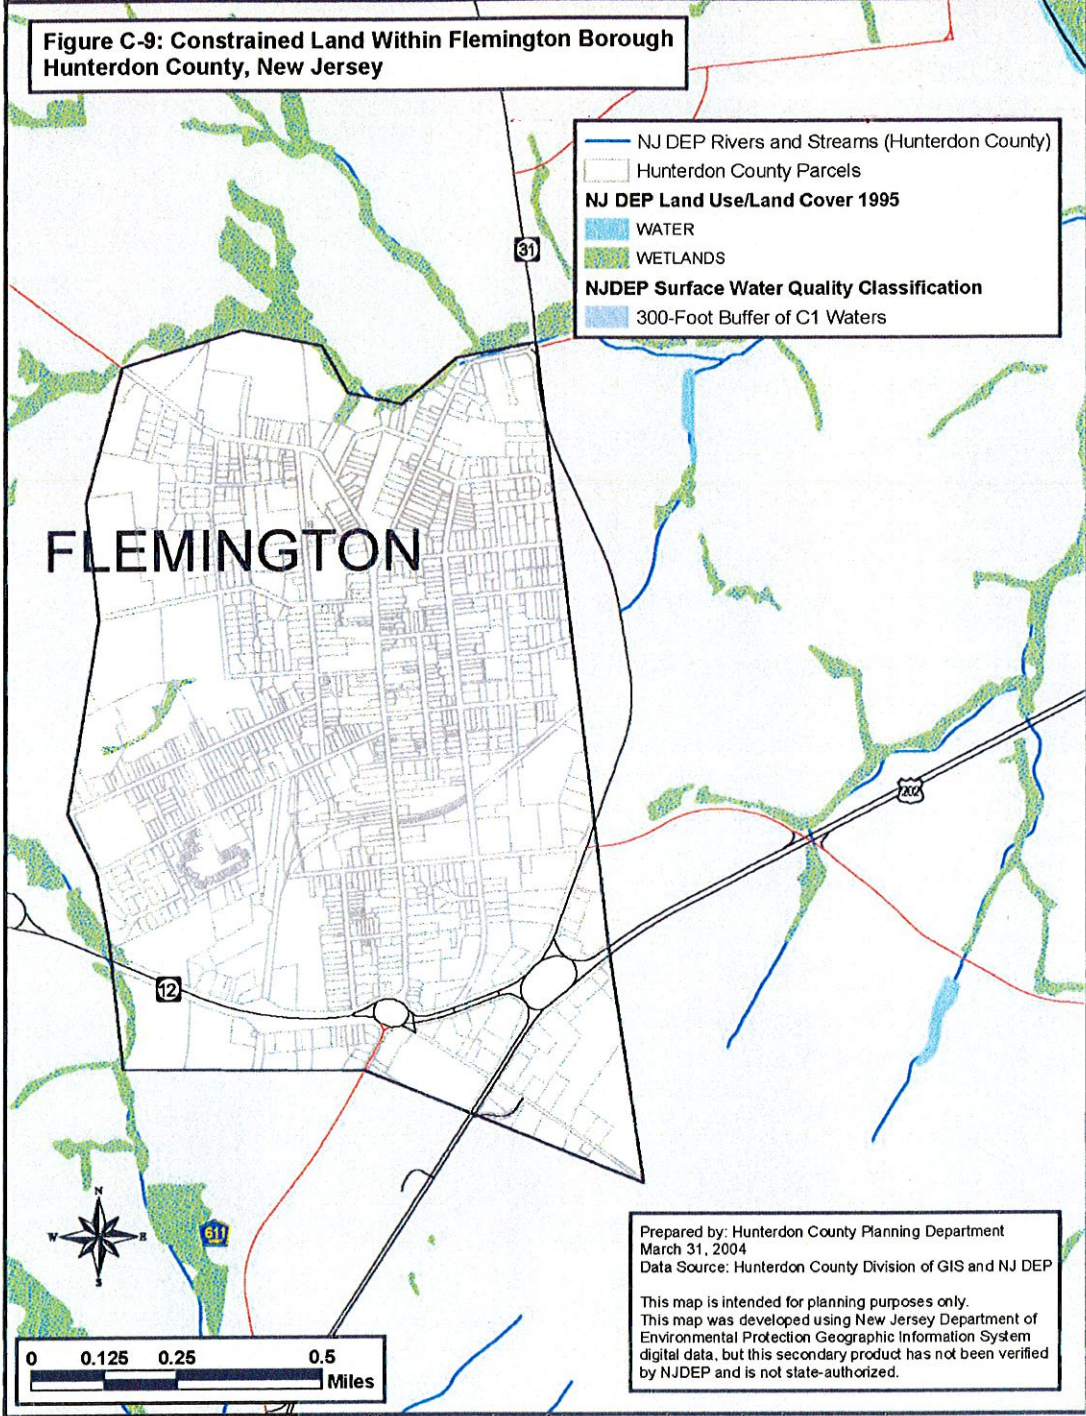 Figure C-9: Constrained Land Within Flemington Borough
Hunterdon County, New Jersey
NJ DEP Rivers and Streams (Hunterdon County)
Hunterdon County Parcels
NJ DEP Land Use/Land Cover 1995
WATER
WETLANDS
NJDEP Surface Water Quality Classification
300-Foot Buffer of C1 Waters
31
FLEMINGTON
202
12
N
W E
S
611
Prepared by: Hunterdon County Planning Department
March 31, 2004
Data Source: Hunterdon County Division of GIS and NJ DEP
This map is intended for planning purposes only.
This map was developed using New Jersey Department of
Environmental Protection Geographic Information System
digital data, but this secondary product has not been verified
by NJDEP and is not state-authorized.
0 0.125 0.25 0.5
Miles